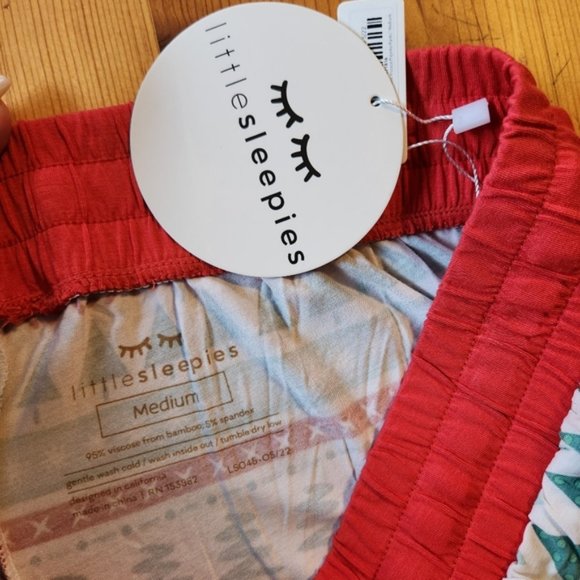 littlesleepies
littlesleepies
Medium
95% viscose from bamboo, 5% spandex
gentle wash cold / wash inside out / tumble dry low
designed in california
made in china | RN 153982
LS045-05/22